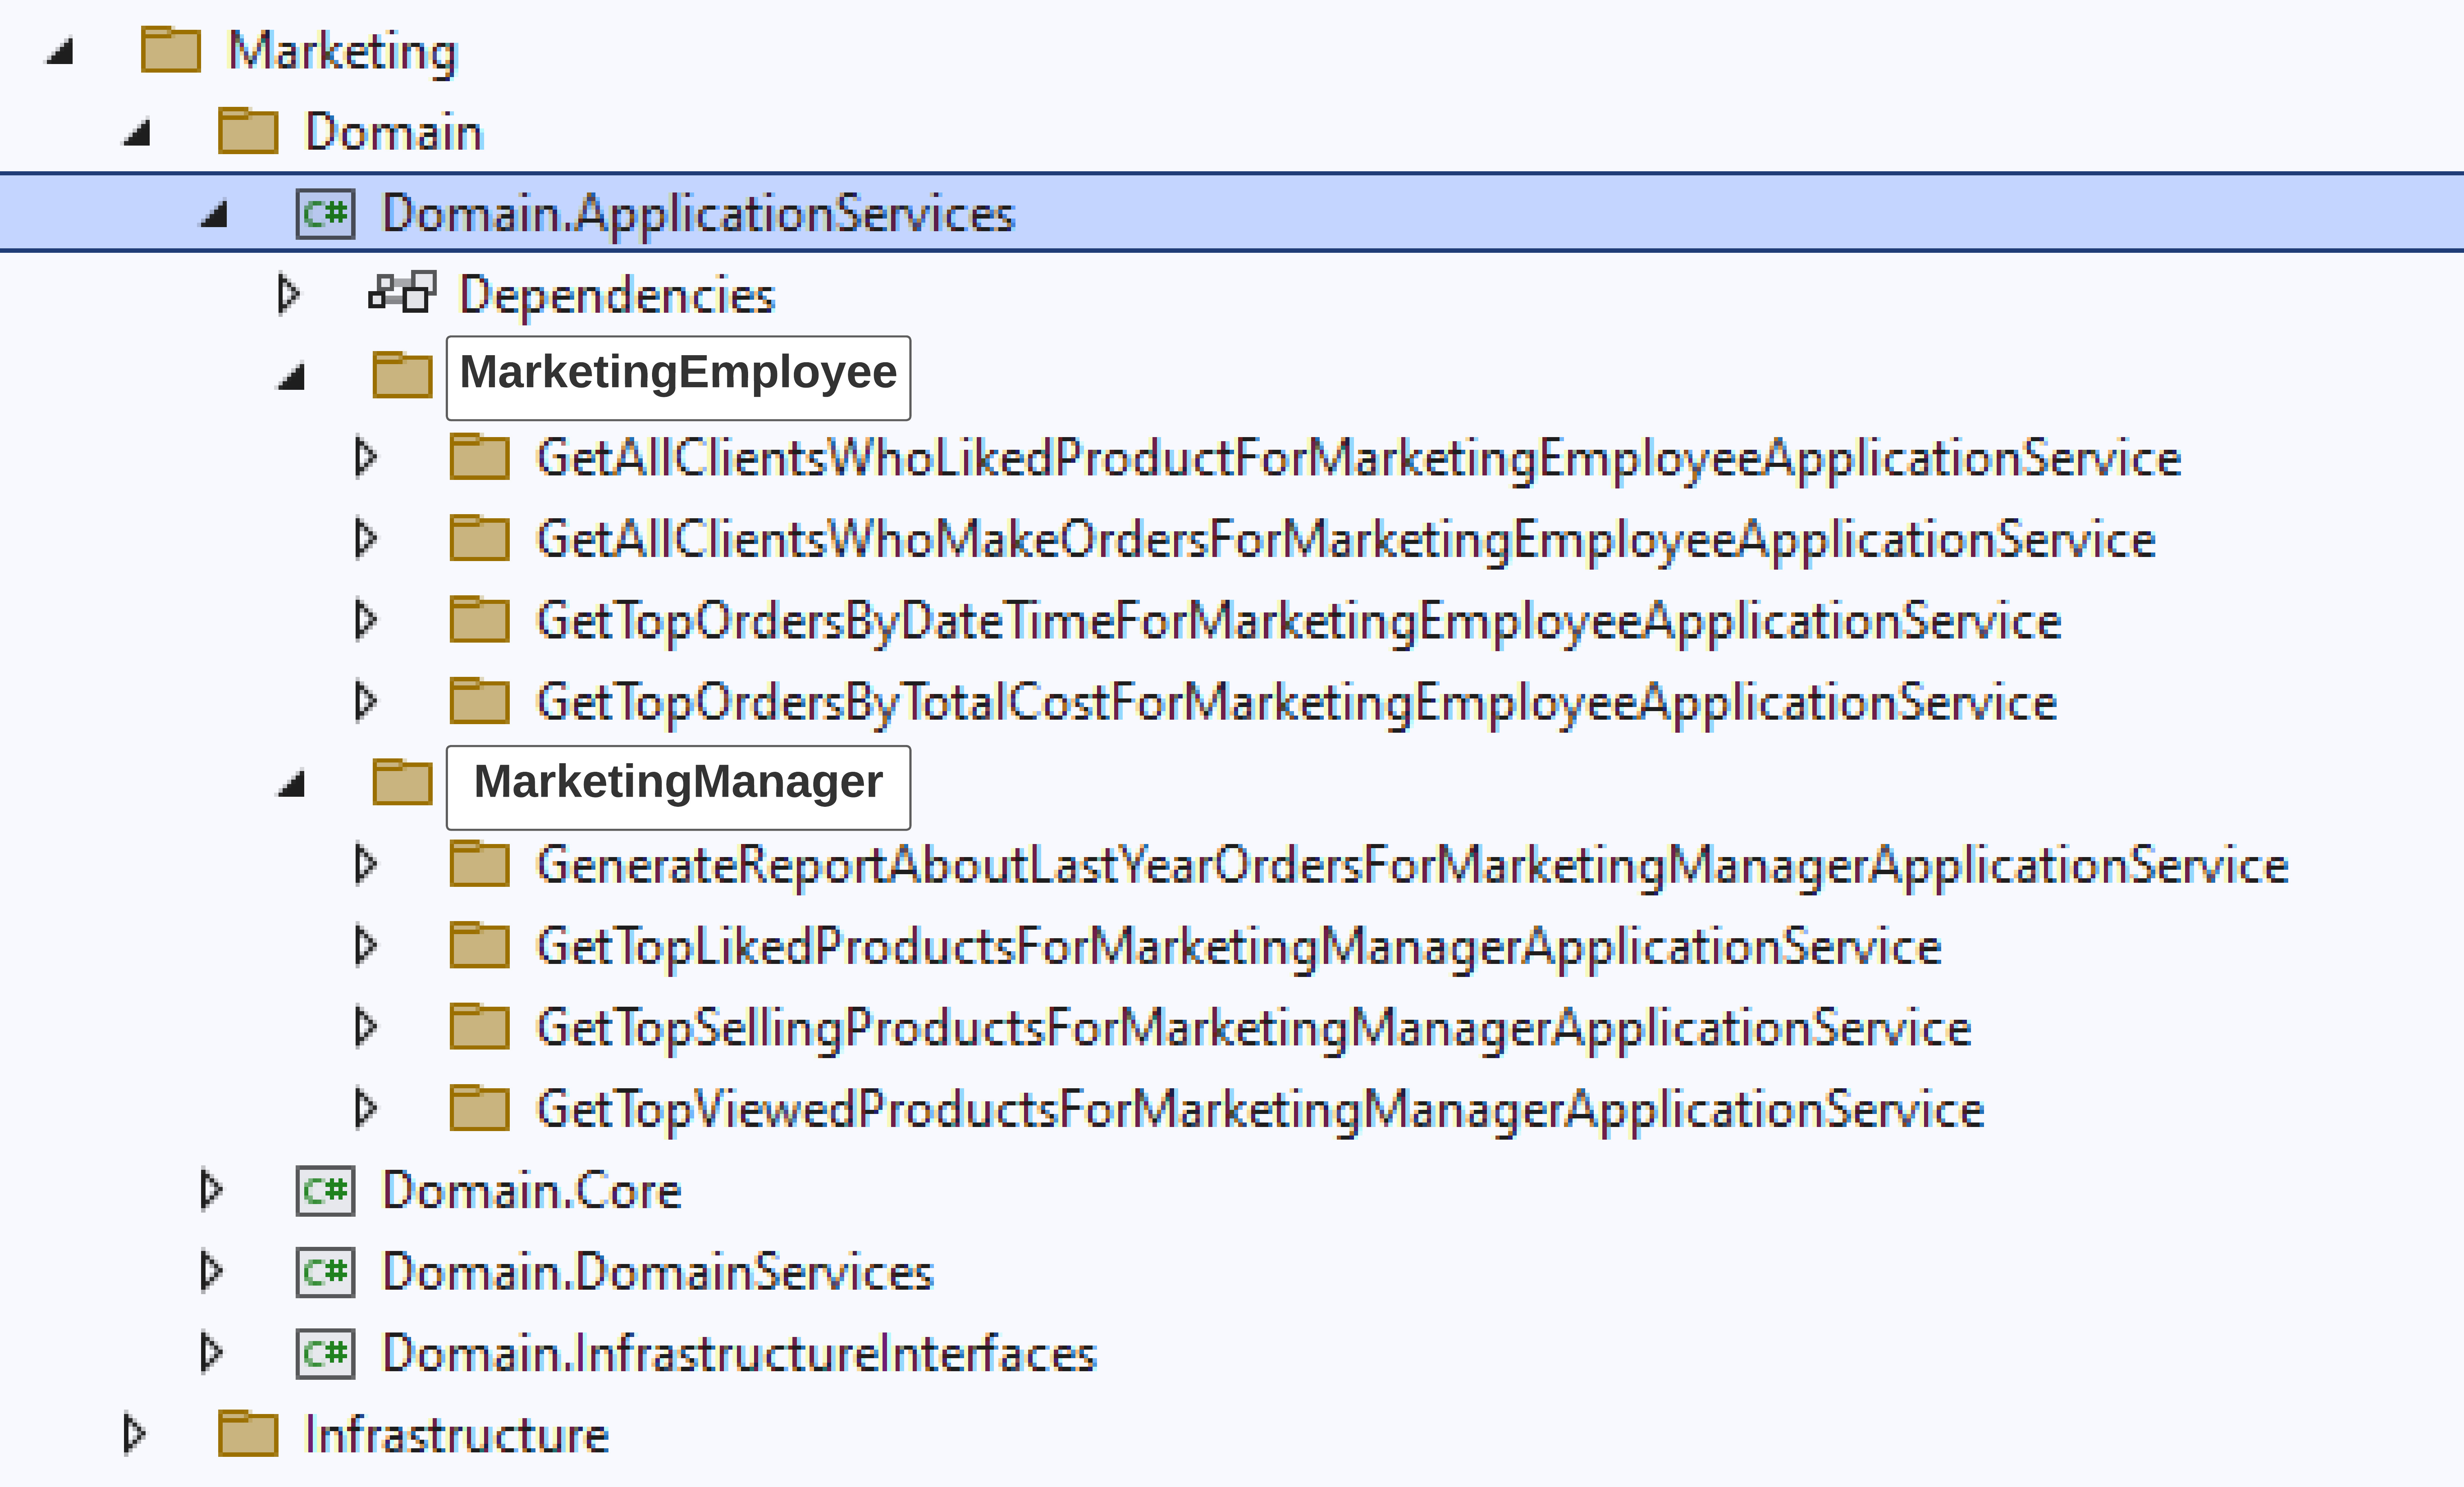 Marketing
Domain
C# Domain.ApplicationServices
Dependencies
MarketingEmployee
GetAllClientsWhoLikedProductForMarketingEmployeeApplicationService
GetAllClientsWhoMakeOrdersForMarketingEmployeeApplicationService
GetTopOrdersByDateTimeForMarketingEmployeeApplicationService
GetTopOrdersByTotalCostForMarketingEmployeeApplicationService
MarketingManager
GenerateReportAboutLastYearOrdersForMarketingManagerApplicationService
GetTopLikedProductsForMarketingManagerApplicationService
GetTopSellingProductsForMarketingManagerApplicationService
GetTopViewedProductsForMarketingManagerApplicationService
C# Domain.Core
C# Domain.DomainServices
C# Domain.InfrastructureInterfaces
Infrastructure